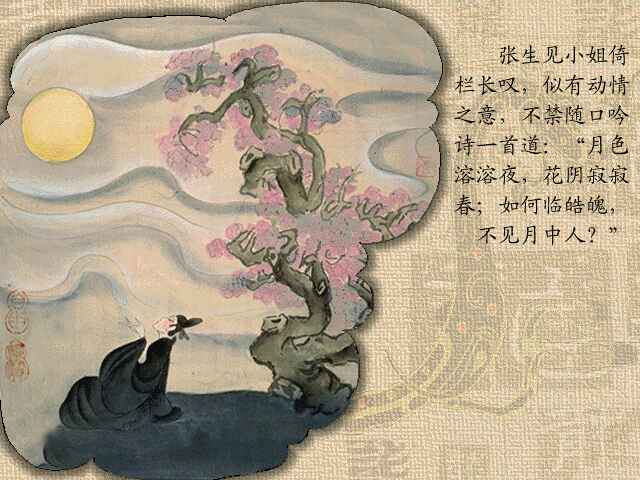 张生见小姐倚
栏长叹，似有动情
之意，不禁随口吟
诗一首道：“月色
溶溶夜，花阴寂寂
春；如何临皓魄，
不见月中人？”